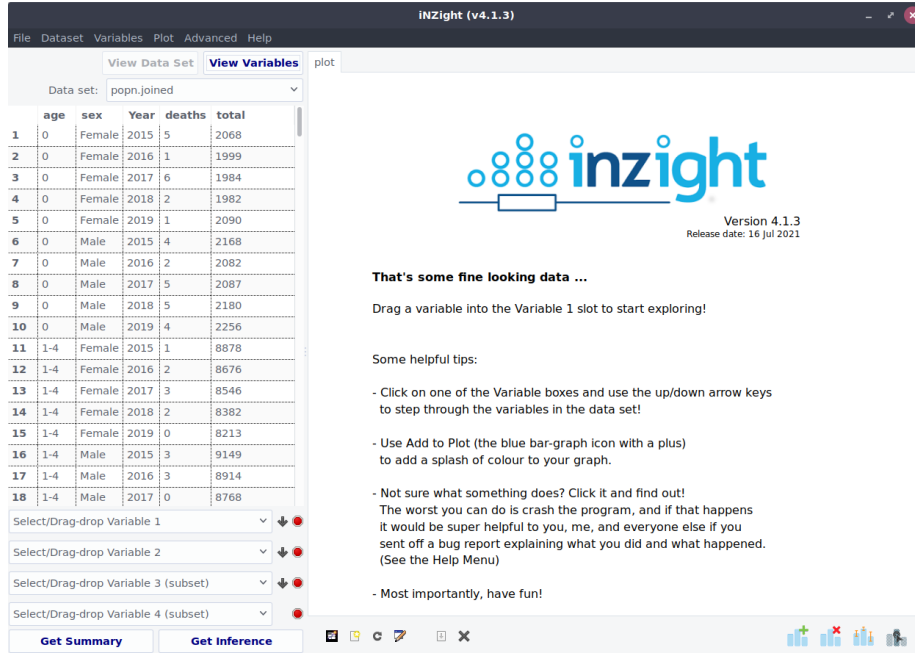 iNZight (v4.1.3)
File Dataset Variables Plot Advanced Help
View Data Set View Variables
plot
Data set: popn.joined
age sex Year deaths total
1 0 Female 2015 5 2068
2 0 Female 2016 1 1999
3 0 Female 2017 6 1984
4 0 Female 2018 2 1982
5 0 Female 2019 1 2090
6 0 Male 2015 4 2168
7 0 Male 2016 2 2082
8 0 Male 2017 5 2087
9 0 Male 2018 5 2180
10 0 Male 2019 4 2256
11 1-4 Female 2015 1 8878
12 1-4 Female 2016 2 8676
13 1-4 Female 2017 3 8546
14 1-4 Female 2018 2 8382
15 1-4 Female 2019 0 8213
16 1-4 Male 2015 3 9149
17 1-4 Male 2016 3 8914
18 1-4 Male 2017 0 8768
Select/Drag-drop Variable 1
Select/Drag-drop Variable 2
Select/Drag-drop Variable 3 (subset)
Select/Drag-drop Variable 4 (subset)
Get Summary Get Inference
inzight
Version 4.1.3
Release date: 16 Jul 2021
That's some fine looking data ...
Drag a variable into the Variable 1 slot to start exploring!
Some helpful tips:
- Click on one of the Variable boxes and use the up/down arrow keys
to step through the variables in the data set!
- Use Add to Plot (the blue bar-graph icon with a plus)
to add a splash of colour to your graph.
- Not sure what something does? Click it and find out!
The worst you can do is crash the program, and if that happens
it would be super helpful to you, me, and everyone else if you
sent off a bug report explaining what you did and what happened.
(See the Help Menu)
- Most importantly, have fun!